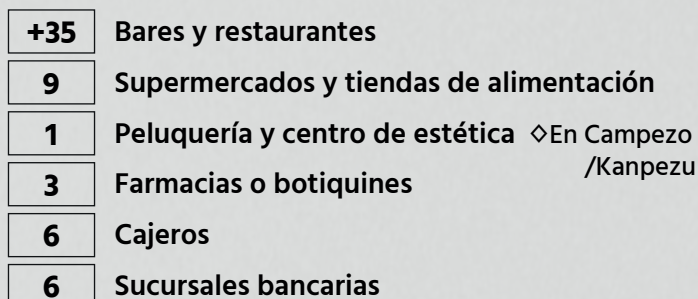 +35 Bares y restaurantes
9 Supermercados y tiendas de alimentación
1 Peluquería y centro de estética ◇En Campezo
/Kanpezu
3 Farmacias o botiquines
6 Cajeros
6 Sucursales bancarias